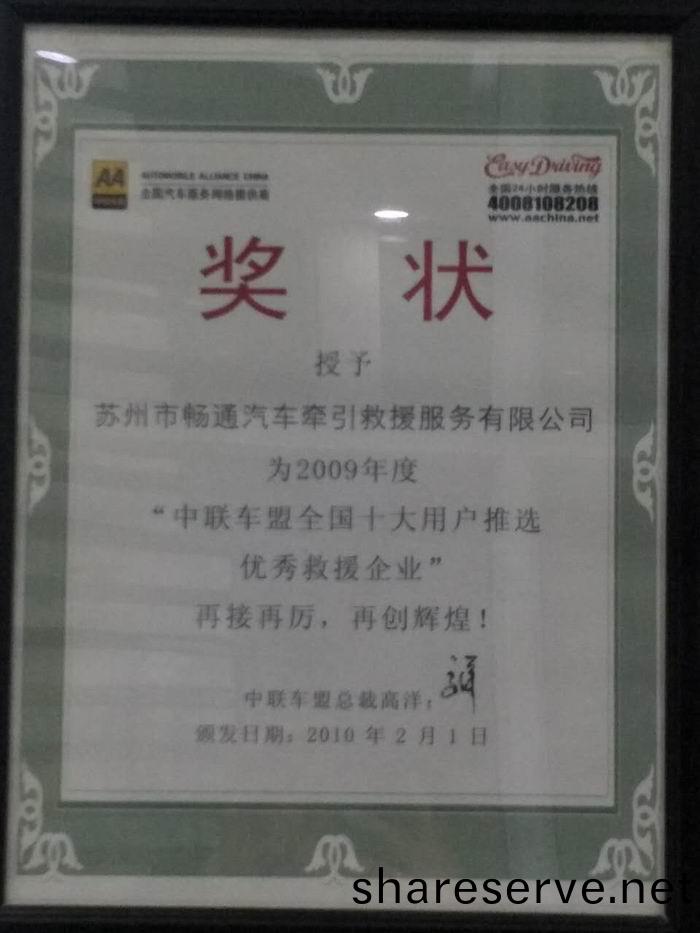 AA
AUTOMOBILE ALLIANCE CHINA
全国汽车服务网络提供商
Easy Driving
全国24小时服务热线
4008108208
www.aachina.net
奖 状
授予
苏州市畅通汽车牵引救援服务有限公司
为2009年度
“中联车盟全国十大用户推选
优秀救援企业”
再接再厉，再创辉煌！
中联车盟总裁高洋：
颁发日期：2010 年 2 月 1 日
shareserve.net